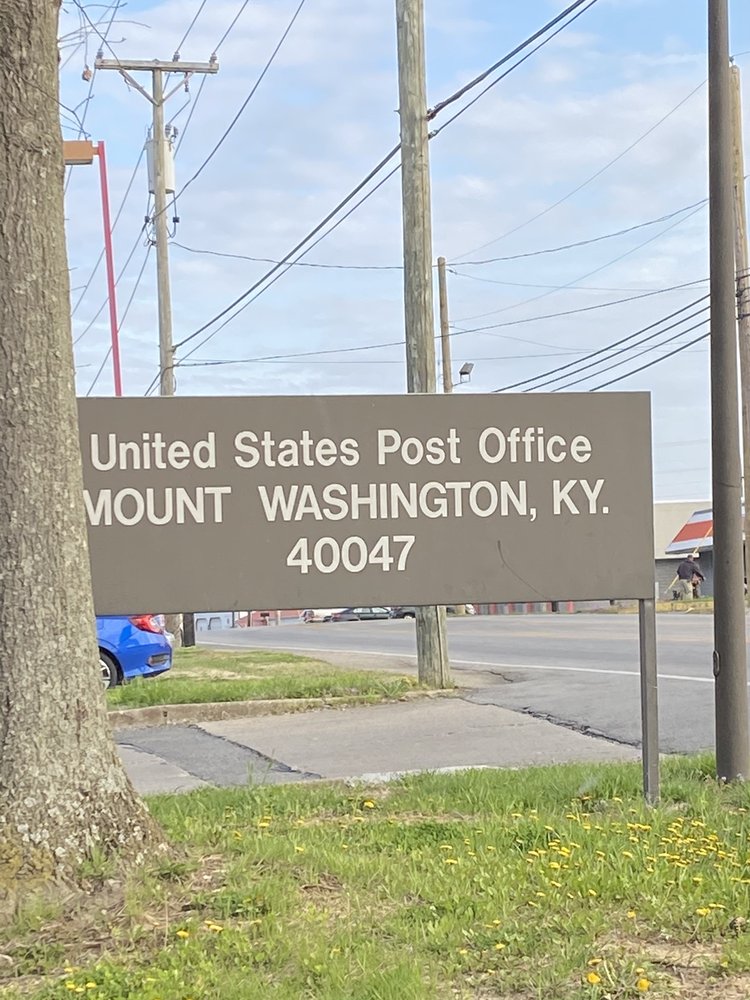 United States Post Office
MOUNT WASHINGTON, KY.
40047